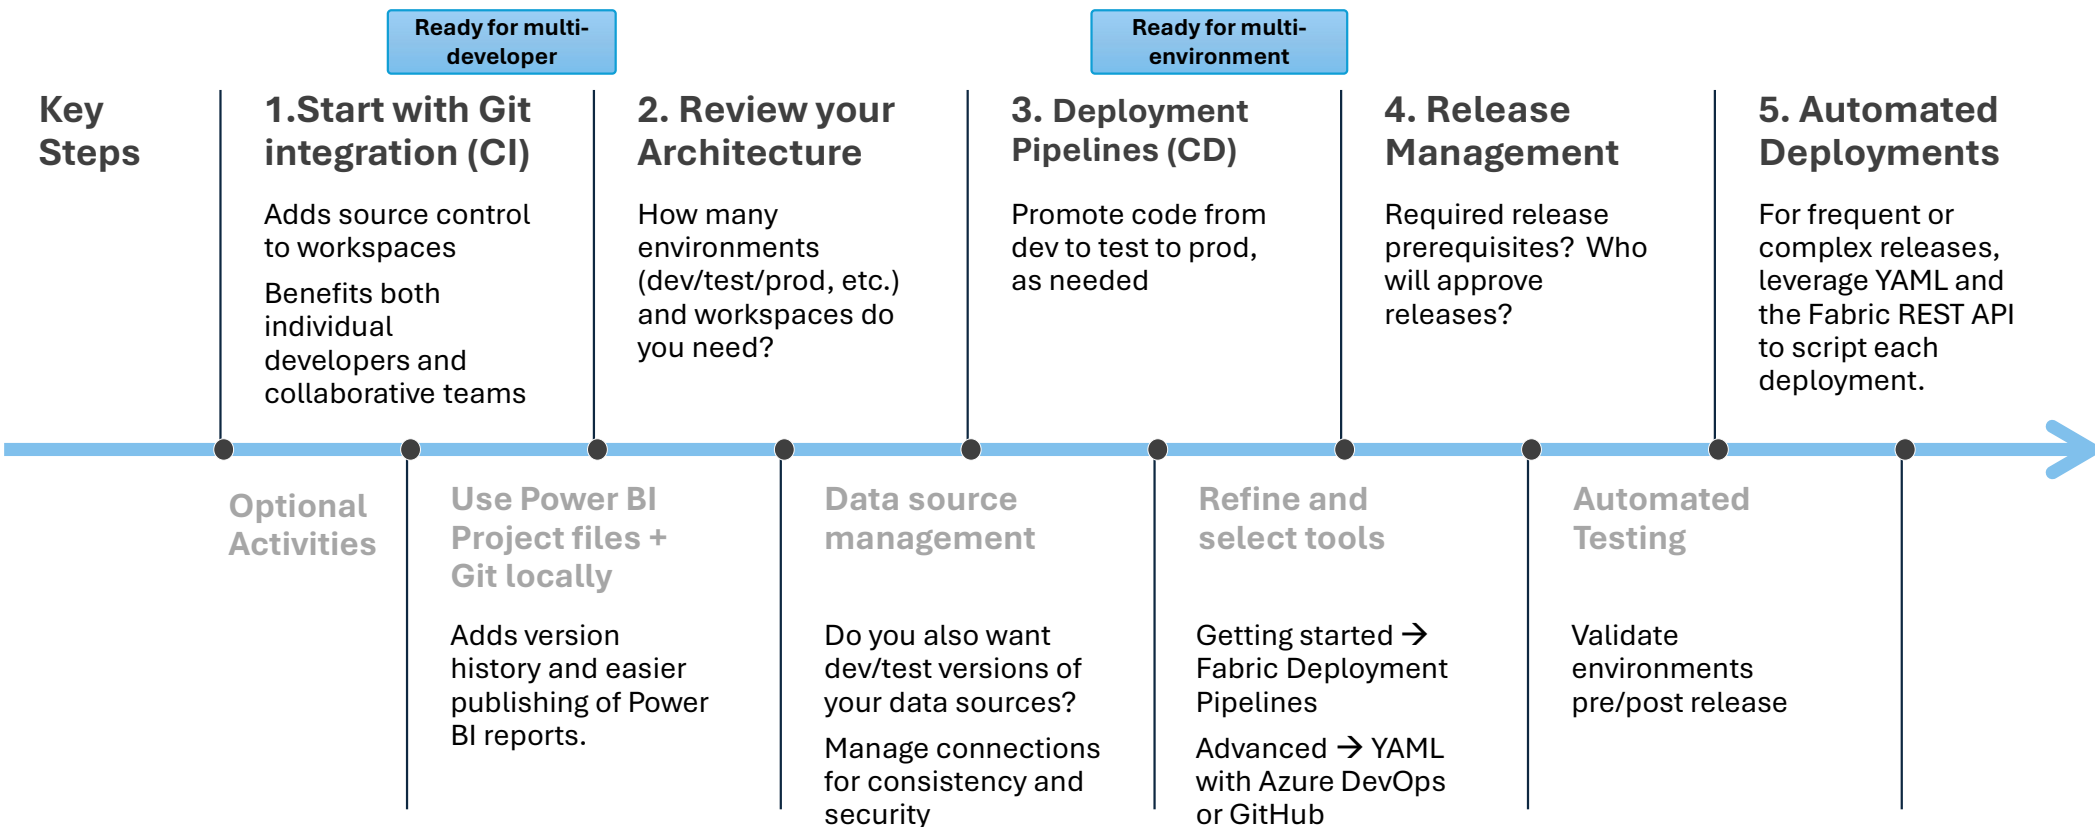 Ready for multi-
developer
Ready for multi-
environment
Key
Steps
1.Start with Git
integration (CI)
Adds source control
to workspaces
Benefits both
individual
developers and
collaborative teams
2. Review your
Architecture
How many
environments
(dev/test/prod, etc.)
and workspaces do
you need?
3. Deployment
Pipelines (CD)
Promote code from
dev to test to prod,
as needed
4. Release
Management
Required release
prerequisites?  Who
will approve
releases?
5. Automated
Deployments
For frequent or
complex releases,
leverage YAML and
the Fabric REST API
to script each
deployment.
Optional
Activities
Use Power BI
Project files +
Git locally
Adds version
history and easier
publishing of Power
BI reports.
Data source
management
Do you also want
dev/test versions of
your data sources?
Manage connections
for consistency and
security
Refine and
select tools
Getting started →
Fabric Deployment
Pipelines
Advanced → YAML
with Azure DevOps
or GitHub
Automated
Testing
Validate
environments
pre/post release